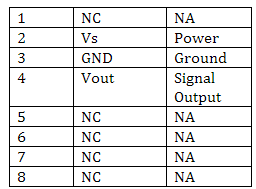 1 NC NA
2 Vs Power
3 GND Ground
4 Vout Signal
Output
5 NC NA
6 NC NA
7 NC NA
8 NC NA